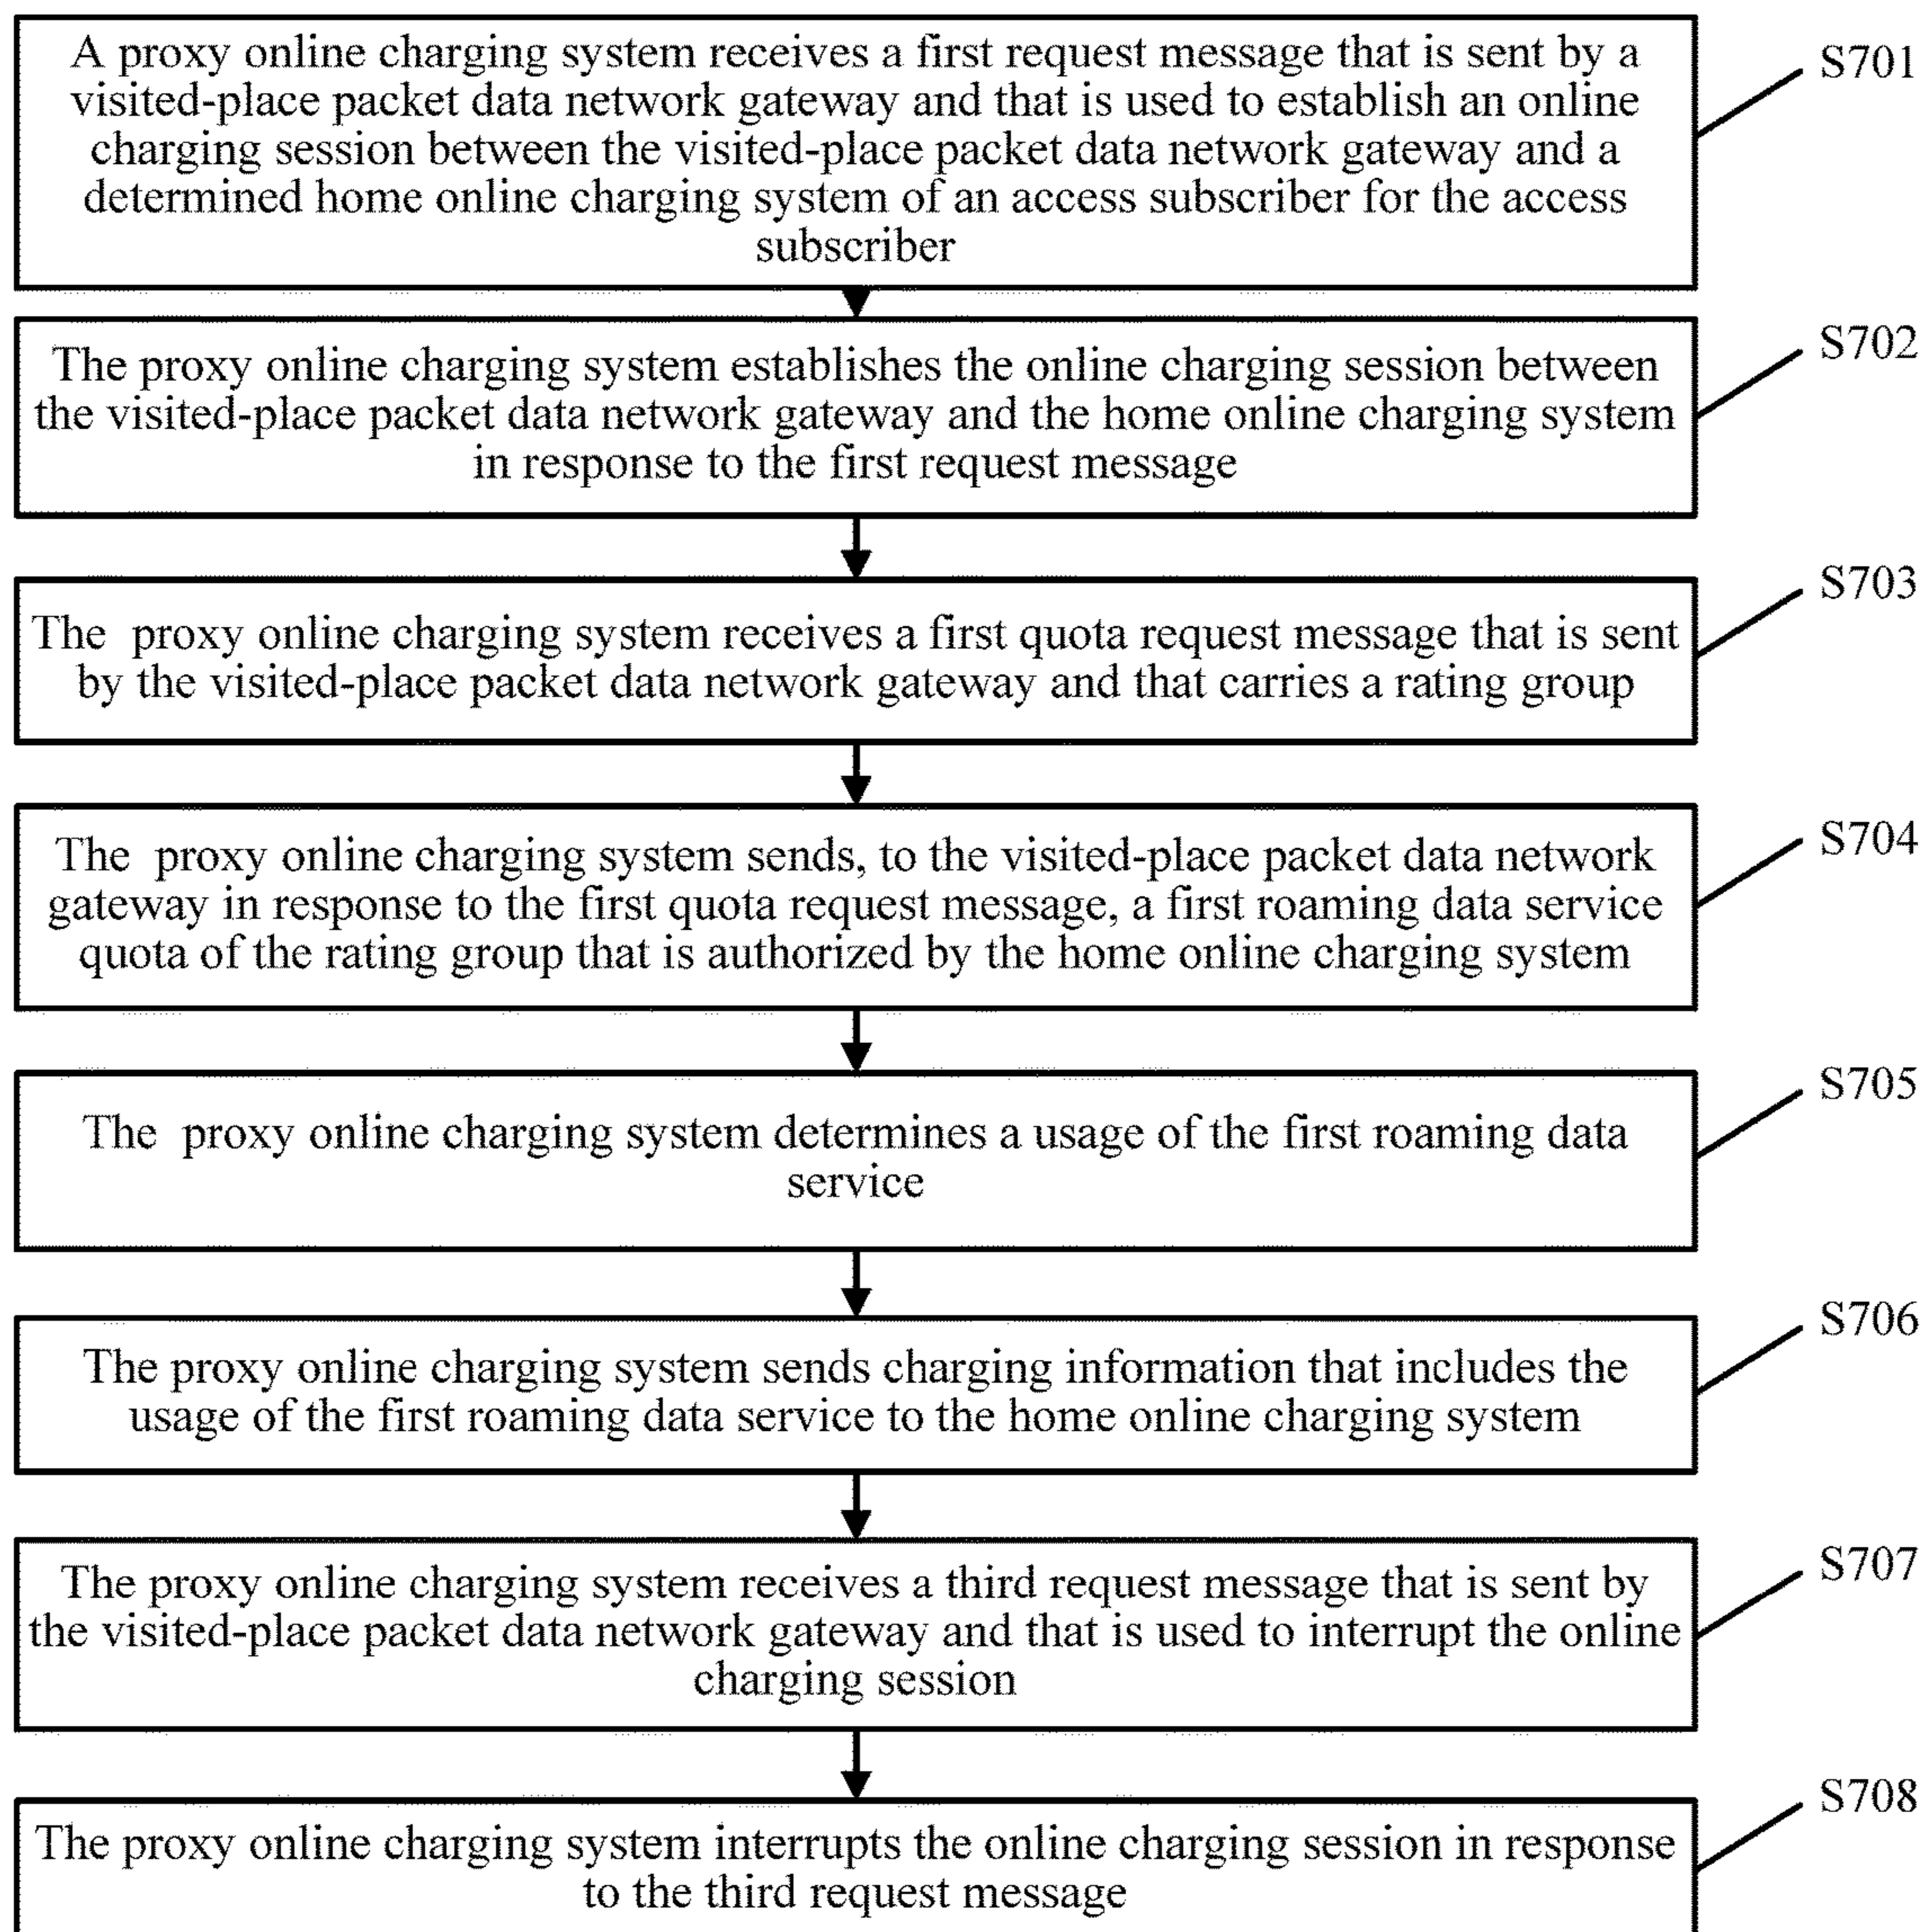 A proxy online charging system receives a first request message that is sent by a
visited-place packet data network gateway and that is used to establish an online
charging session between the visited-place packet data network gateway and a
determined home online charging system of an access subscriber for the access
subscriber
S701
The proxy online charging system establishes the online charging session between
the visited-place packet data network gateway and the home online charging system
in response to the first request message
S702
The proxy online charging system receives a first quota request message that is sent
by the visited-place packet data network gateway and that carries a rating group
S703
The proxy online charging system sends, to the visited-place packet data network
gateway in response to the first quota request message, a first roaming data service
quota of the rating group that is authorized by the home online charging system
S704
The proxy online charging system determines a usage of the first roaming data
service
S705
The proxy online charging system sends charging information that includes the
usage of the first roaming data service to the home online charging system
S706
The proxy online charging system receives a third request message that is sent by
the visited-place packet data network gateway and that is used to interrupt the online
charging session
S707
The proxy online charging system interrupts the online charging session in response
to the third request message
S708